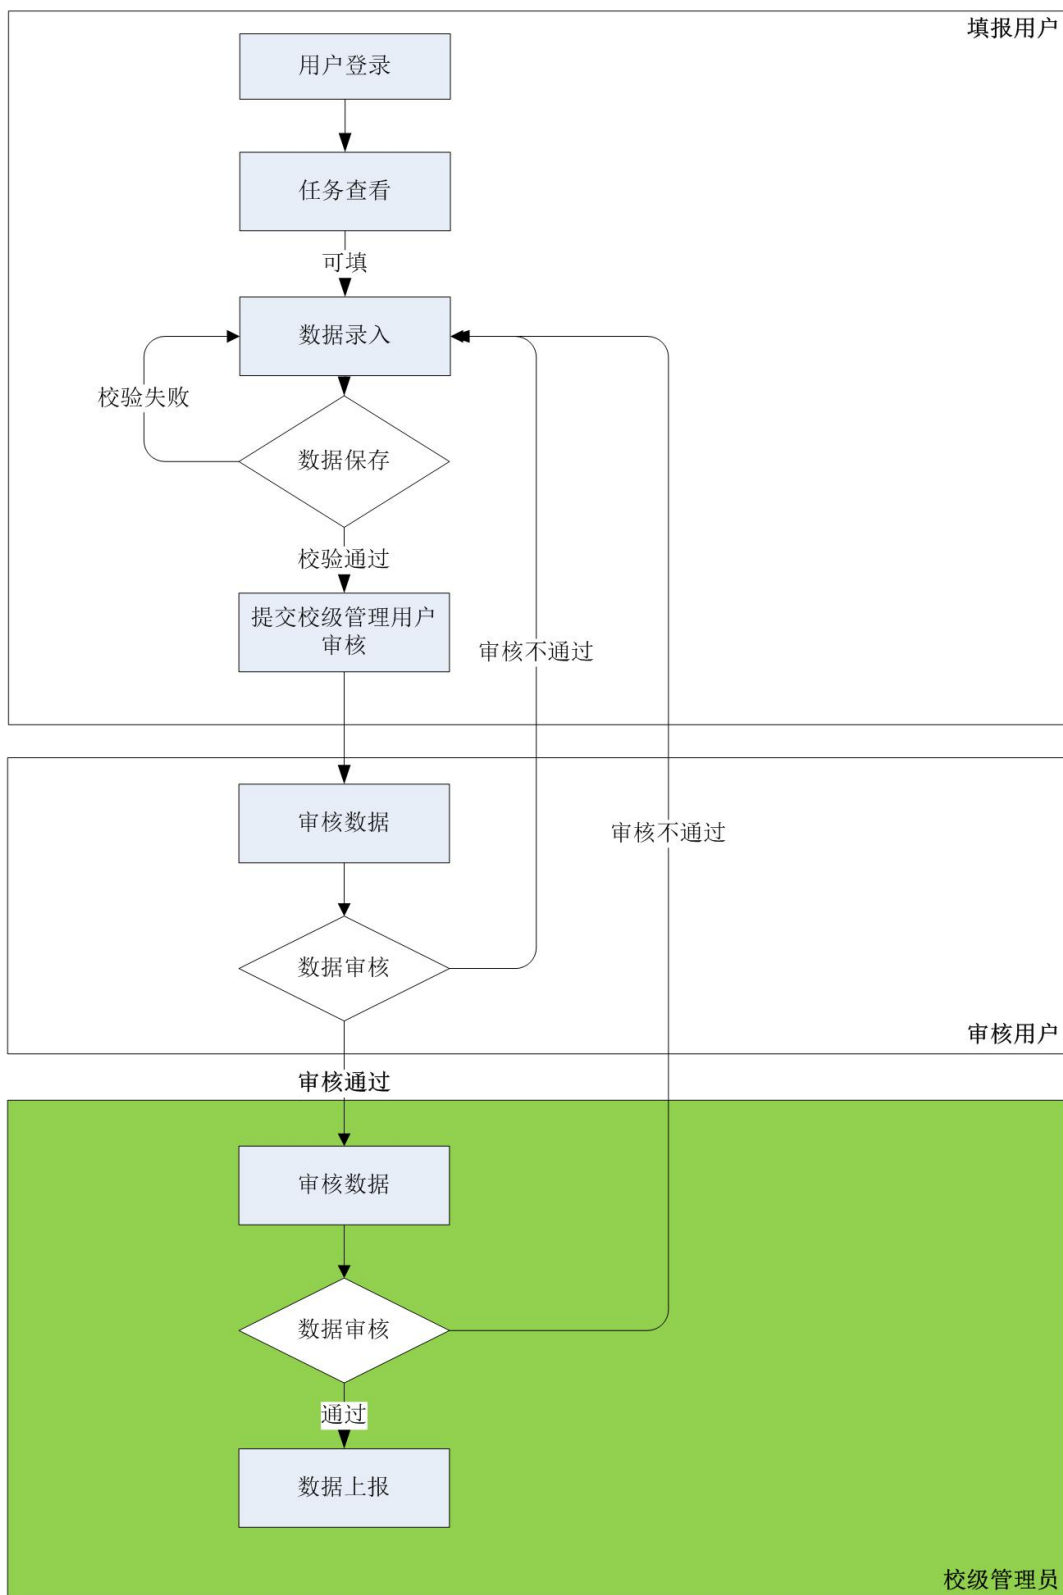 填报用户
用户登录
任务查看
可填
数据录入
校验失败
数据保存
校验通过
提交校级管理用户
审核
审核不通过
审核数据
审核不通过
数据审核
审核用户
审核通过
审核数据
数据审核
通过
数据上报
校级管理员